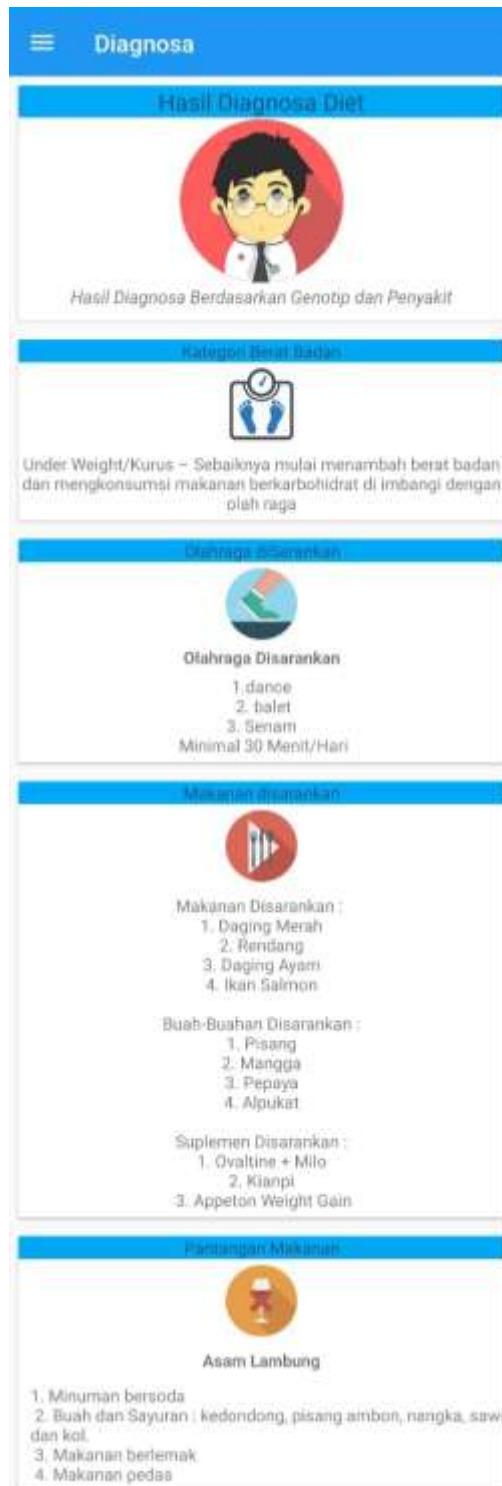 Diagnosa
Hasil Diagnosa Diet
Hasil Diagnosa Berdasarkan Genotip dan Penyakit
Kategori Berat Badan
Under Weight/Kurus – Sebaiknya mulai menambah berat badan
dan mengkonsumsi makanan berkarbohidrat di imbangi dengan
olah raga
Olahraga diSarankan
Olahraga Disarankan
1.dance
2. balet
3. Senam
Minimal 30 Menit/Hari
Makanan disarankan
Makanan Disarankan :
1. Daging Merah
2. Rendang
3. Daging Ayam
4. Ikan Salmon
Buah-Buahan Disarankan :
1. Pisang
2. Mangga
3. Pepaya
4. Alpukat
Suplemen Disarankan :
1. Ovaltine + Milo
2. Kianpi
3. Appeton Weight Gain
Pantangan Makanan
Asam Lambung
1. Minuman bersoda
2. Buah dan Sayuran : kedondong, pisang ambon, nangka, saw
dan kol.
3. Makanan berlemak
4. Makanan pedaa